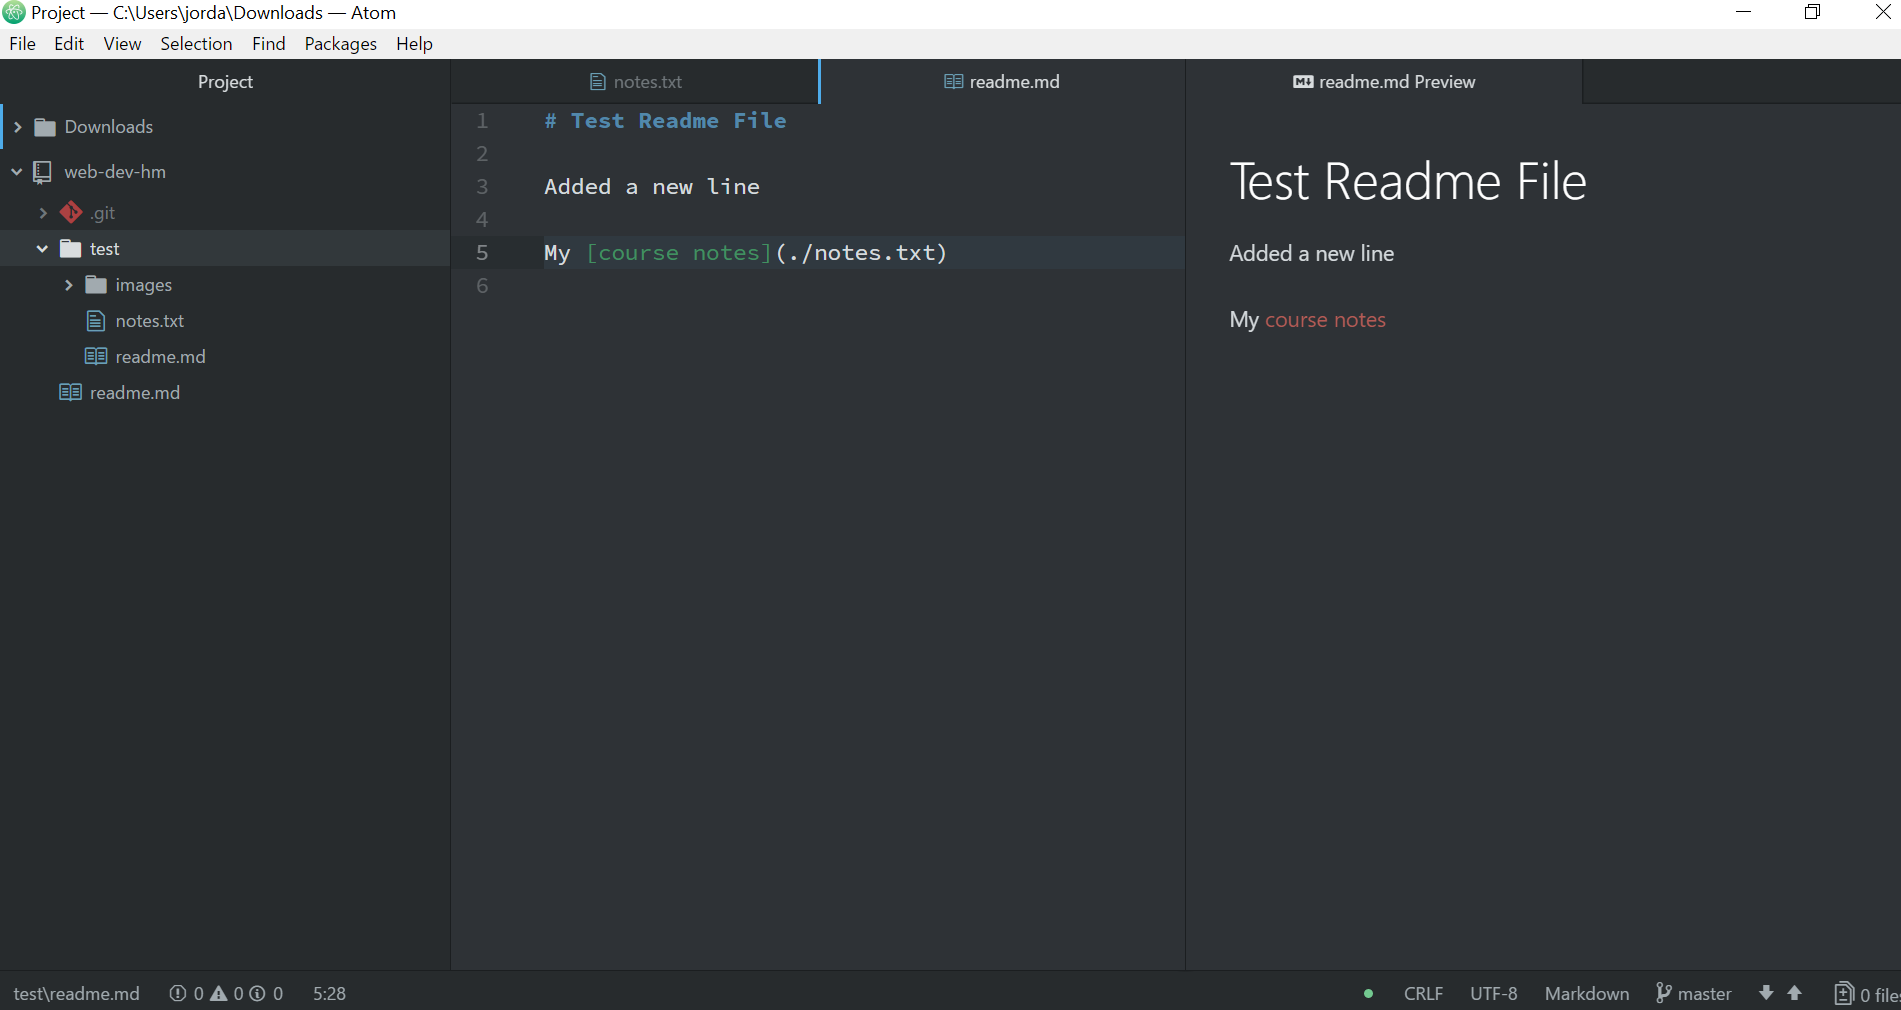 Project — C:\Users\jorda\Downloads — Atom
File Edit View Selection Find Packages Help
Project
Downloads
web-dev-hm
.git
test
images
notes.txt
readme.md
readme.md
notes.txt
readme.md
1 # Test Readme File
2
3 Added a new line
4
5 My [course notes](./notes.txt)
6
readme.md Preview
Test Readme File
Added a new line
My course notes
test\readme.md 0 0 0 5:28
CRLF UTF-8 Markdown master 0 files